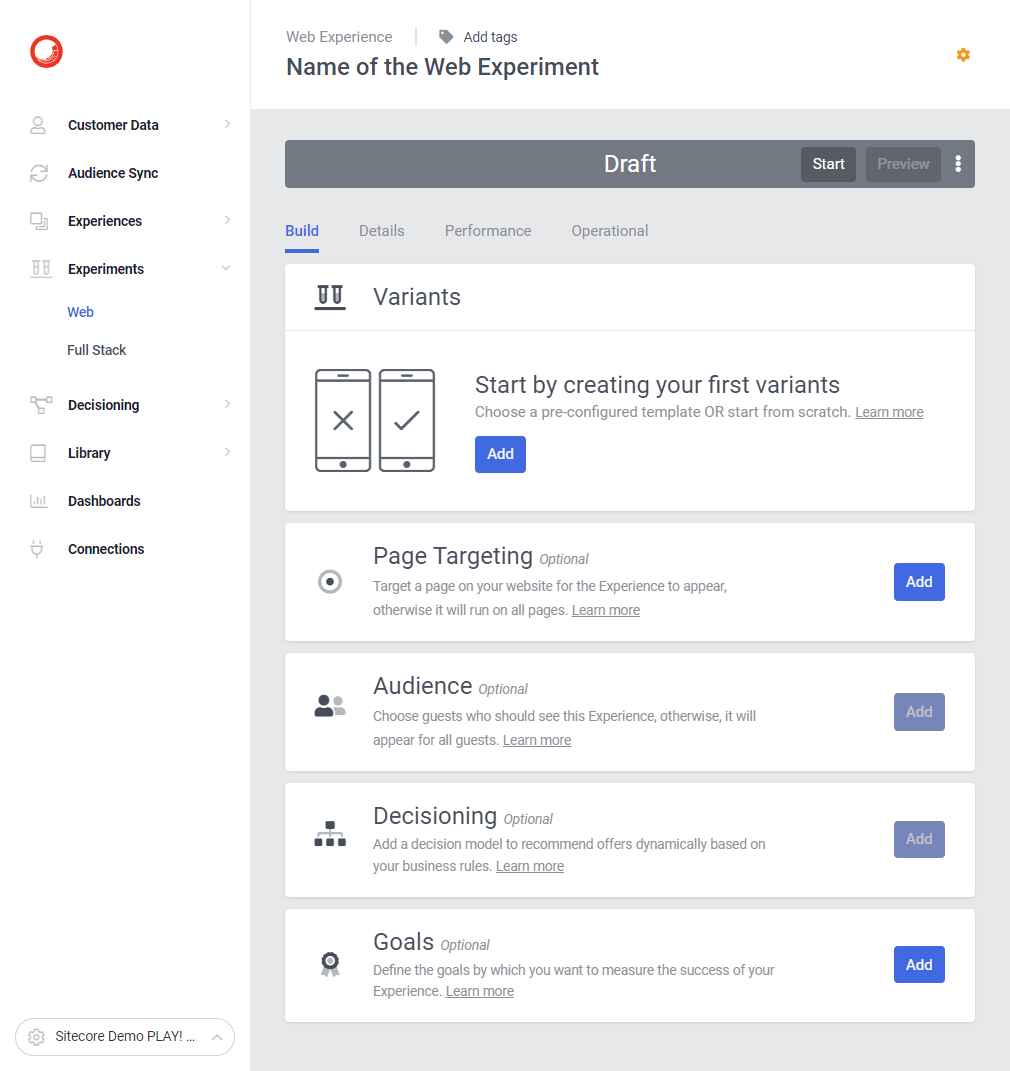 Web Experience
Add tags
Name of the Web Experiment
Customer Data
Audience Sync
Experiences
Experiments
Web
Full Stack
Decisioning
Library
Dashboards
Connections
Sitecore Demo PLAY! ...
Draft
Start
Preview
Build
Details
Performance
Operational
Variants
Start by creating your first variants
Choose a pre-configured template OR start from scratch. Learn more
Add
Page Targeting Optional
Target a page on your website for the Experience to appear,
otherwise it will run on all pages. Learn more
Add
Audience Optional
Choose guests who should see this Experience, otherwise, it will
appear for all guests. Learn more
Add
Decisioning Optional
Add a decision model to recommend offers dynamically based on
your business rules. Learn more
Add
Goals Optional
Define the goals by which you want to measure the success of your
Experience. Learn more
Add